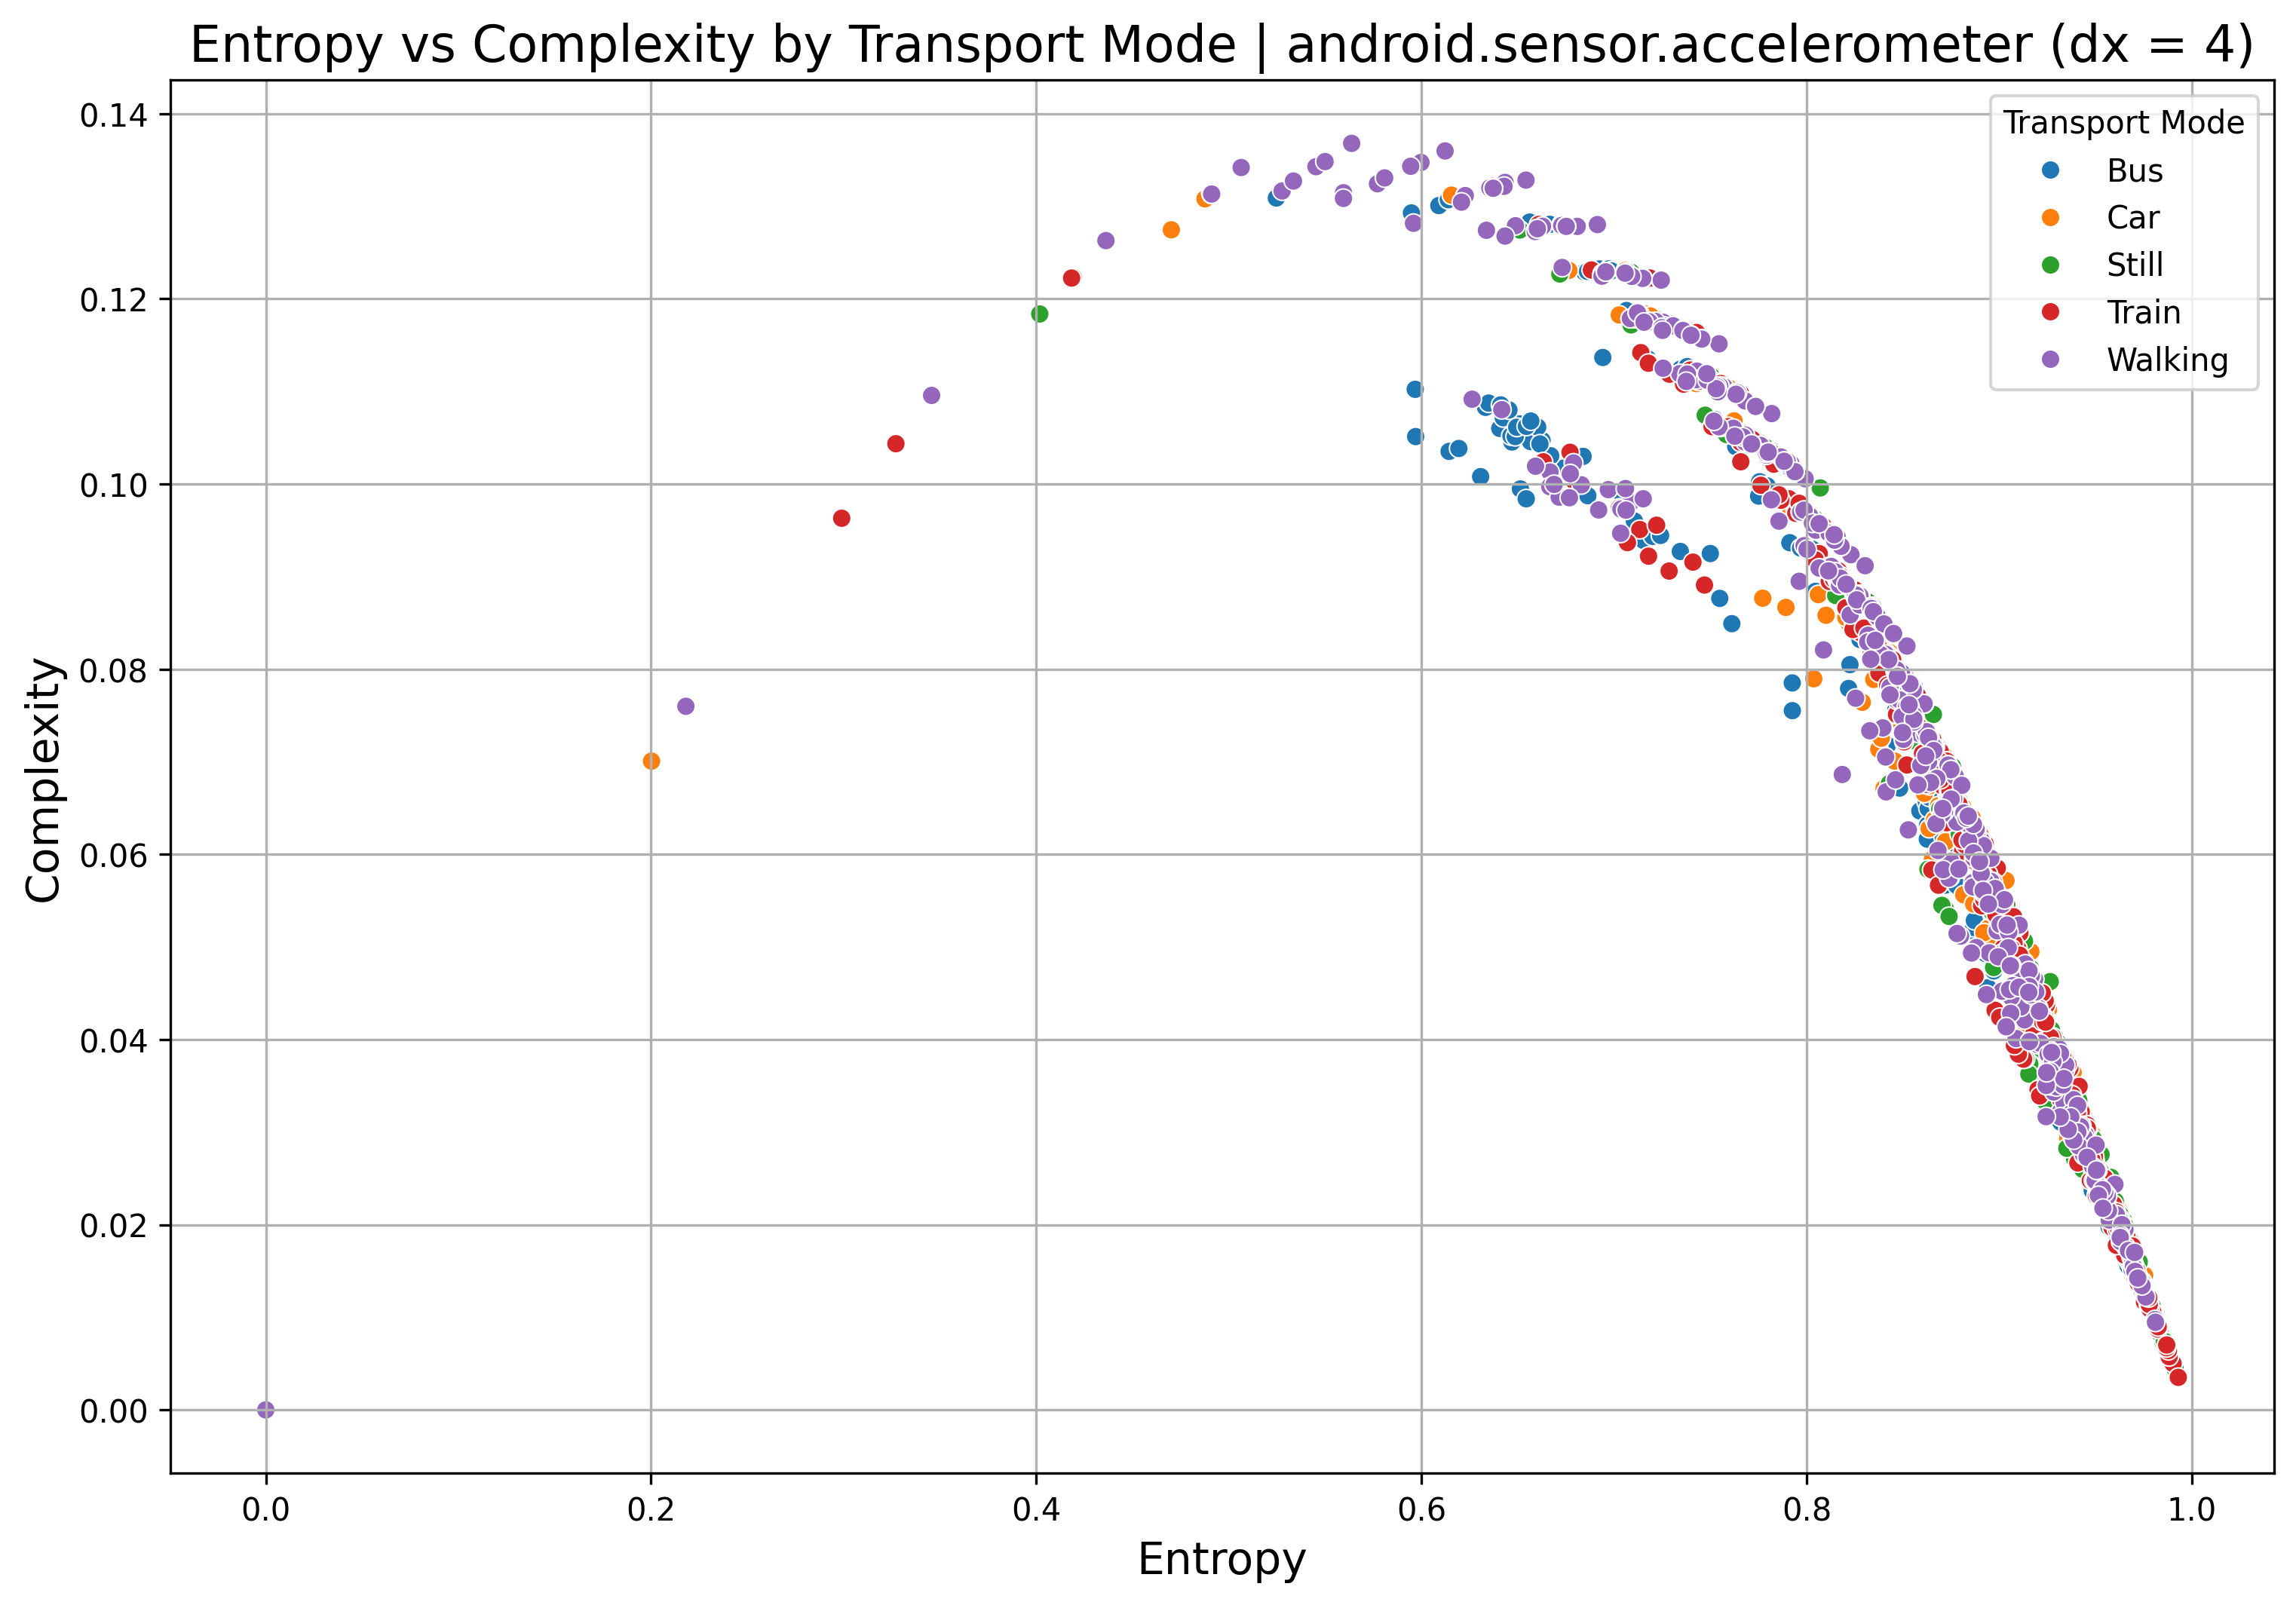 Entropy vs Complexity by Transport Mode | android.sensor.accelerometer (dx = 4)
Transport Mode
Bus
Car
Still
Train
Walking
0.14
0.12
0.10
0.08
0.06
0.04
0.02
0.00
Complexity
0.0 0.2 0.4 0.6 0.8 1.0
Entropy